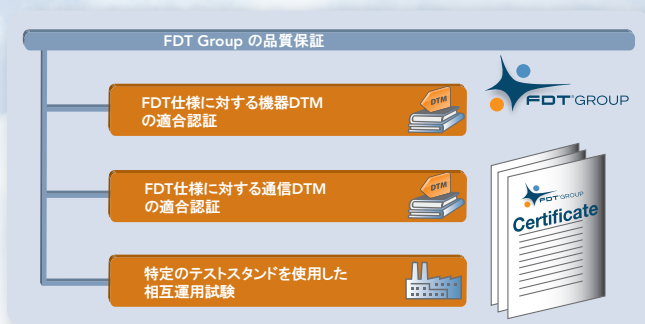 FDT Group の品質保証
FDT仕様に対する機器DTM
の適合認証
DTM
FDT GROUP
FDT仕様に対する通信DTM
の適合認証
DTM
FDT GROUP
Certificate
特定のテストスタンドを使用した
相互運用試験